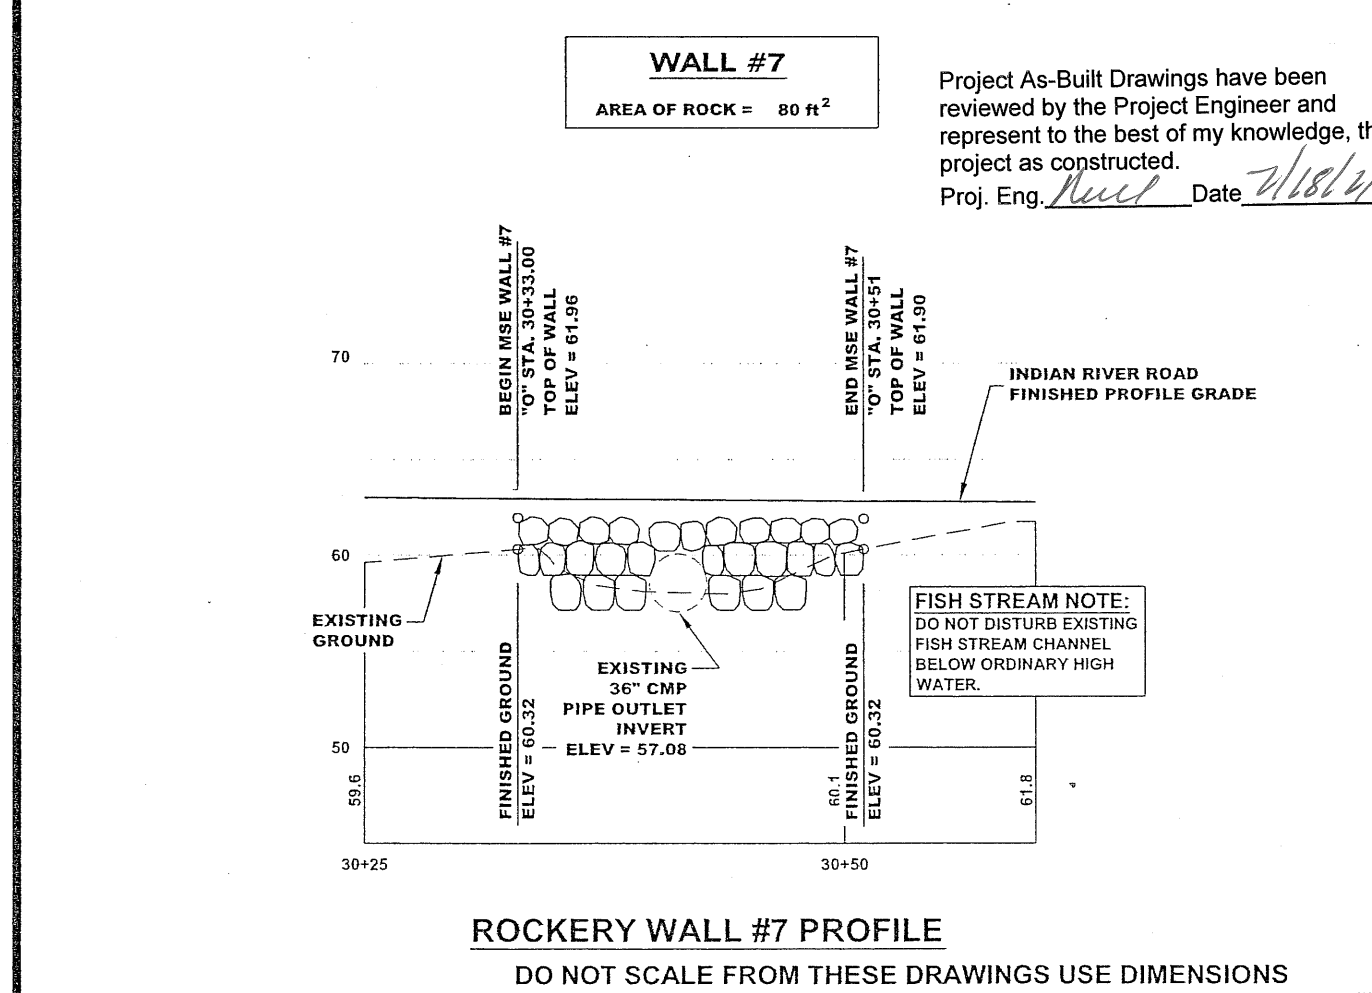 WALL #7
AREA OF ROCK = 80 ft²
Project As-Built Drawings have been
reviewed by the Project Engineer and
represent to the best of my knowledge, th
project as constructed.
Proj. Eng. Date
BEGIN MSE WALL #7
"O" STA. 30+33.00
TOP OF WALL
ELEV = 61.96
END MSE WALL #7
"O" STA. 30+51
TOP OF WALL
ELEV = 61.90
70
INDIAN RIVER ROAD
FINISHED PROFILE GRADE
60
EXISTING
GROUND
FISH STREAM NOTE:
DO NOT DISTURB EXISTING
FISH STREAM CHANNEL
BELOW ORDINARY HIGH
WATER.
EXISTING
36" CMP
PIPE OUTLET
INVERT
ELEV = 57.08
FINISHED GROUND
ELEV = 60.32
FINISHED GROUND
ELEV = 60.32
50
59.6
60.1
61.8
30+25
30+50
ROCKERY WALL #7 PROFILE
DO NOT SCALE FROM THESE DRAWINGS USE DIMENSIONS